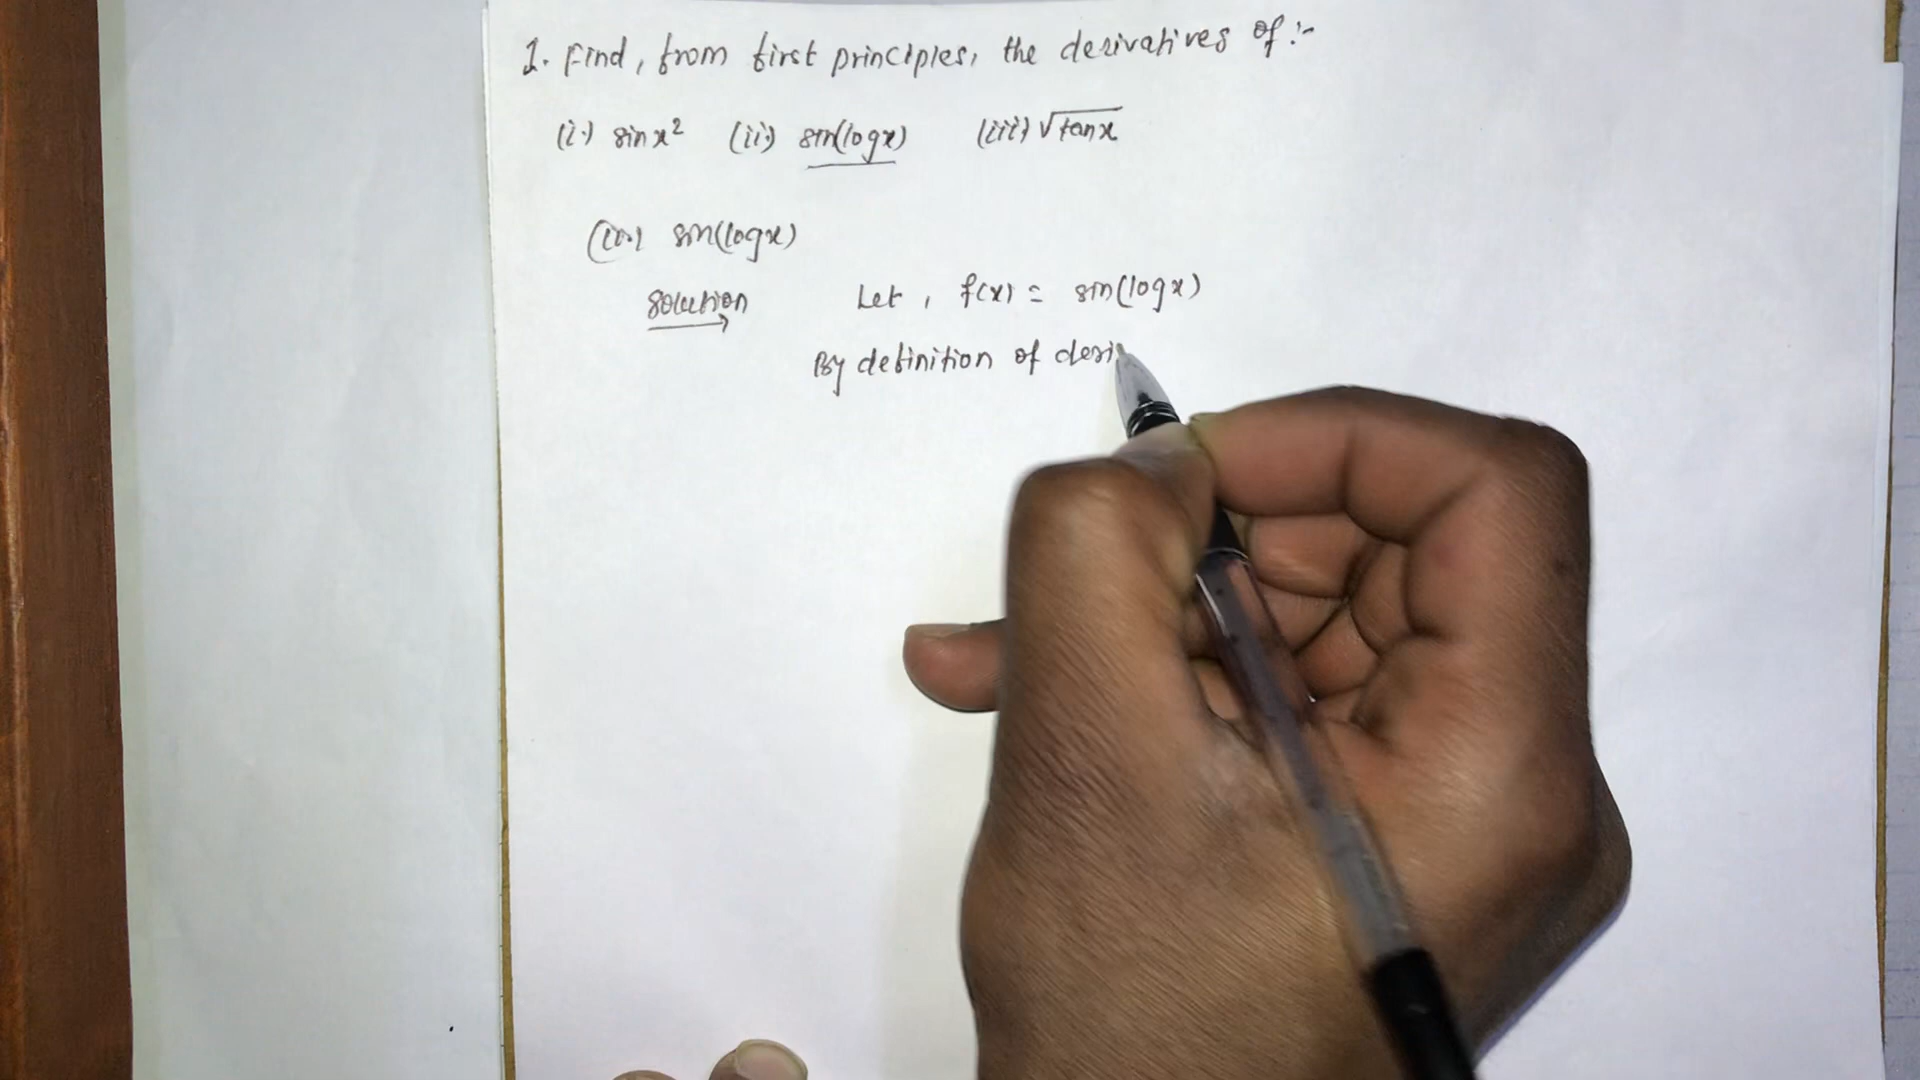 1. Find, from first principles, the derivatives of :-
(i.) sin x² (ii.) sin(log x) (iii) √tan x
(ii.) sin(log x)
Solution Let, f(x) = sin(log x)
By definition of deri